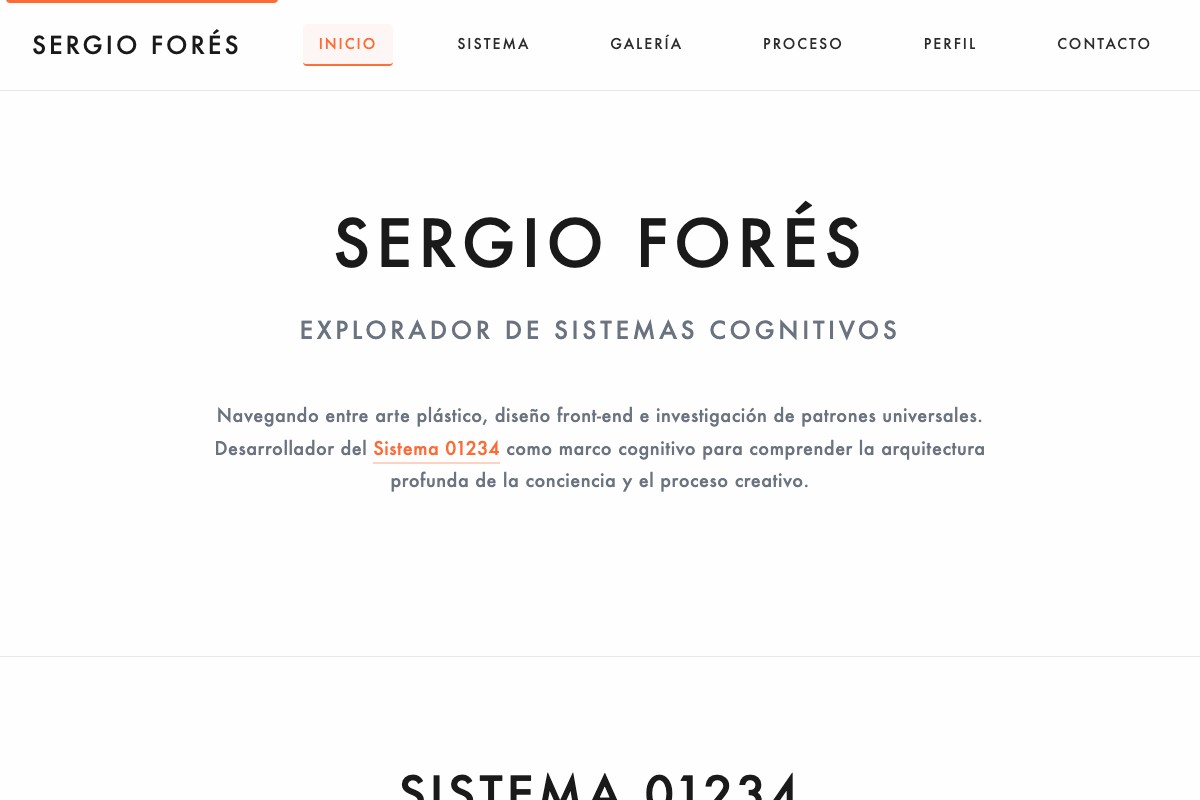 SERGIO FORÉS
INICIO
SISTEMA
GALERÍA
PROCESO
PERFIL
CONTACTO
SERGIO FORÉS
EXPLORADOR DE SISTEMAS COGNITIVOS
Navegando entre arte plástico, diseño front-end e investigación de patrones universales.
Desarrollador del Sistema 01234 como marco cognitivo para comprender la arquitectura
profunda de la conciencia y el proceso creativo.
SISTEMA 01234